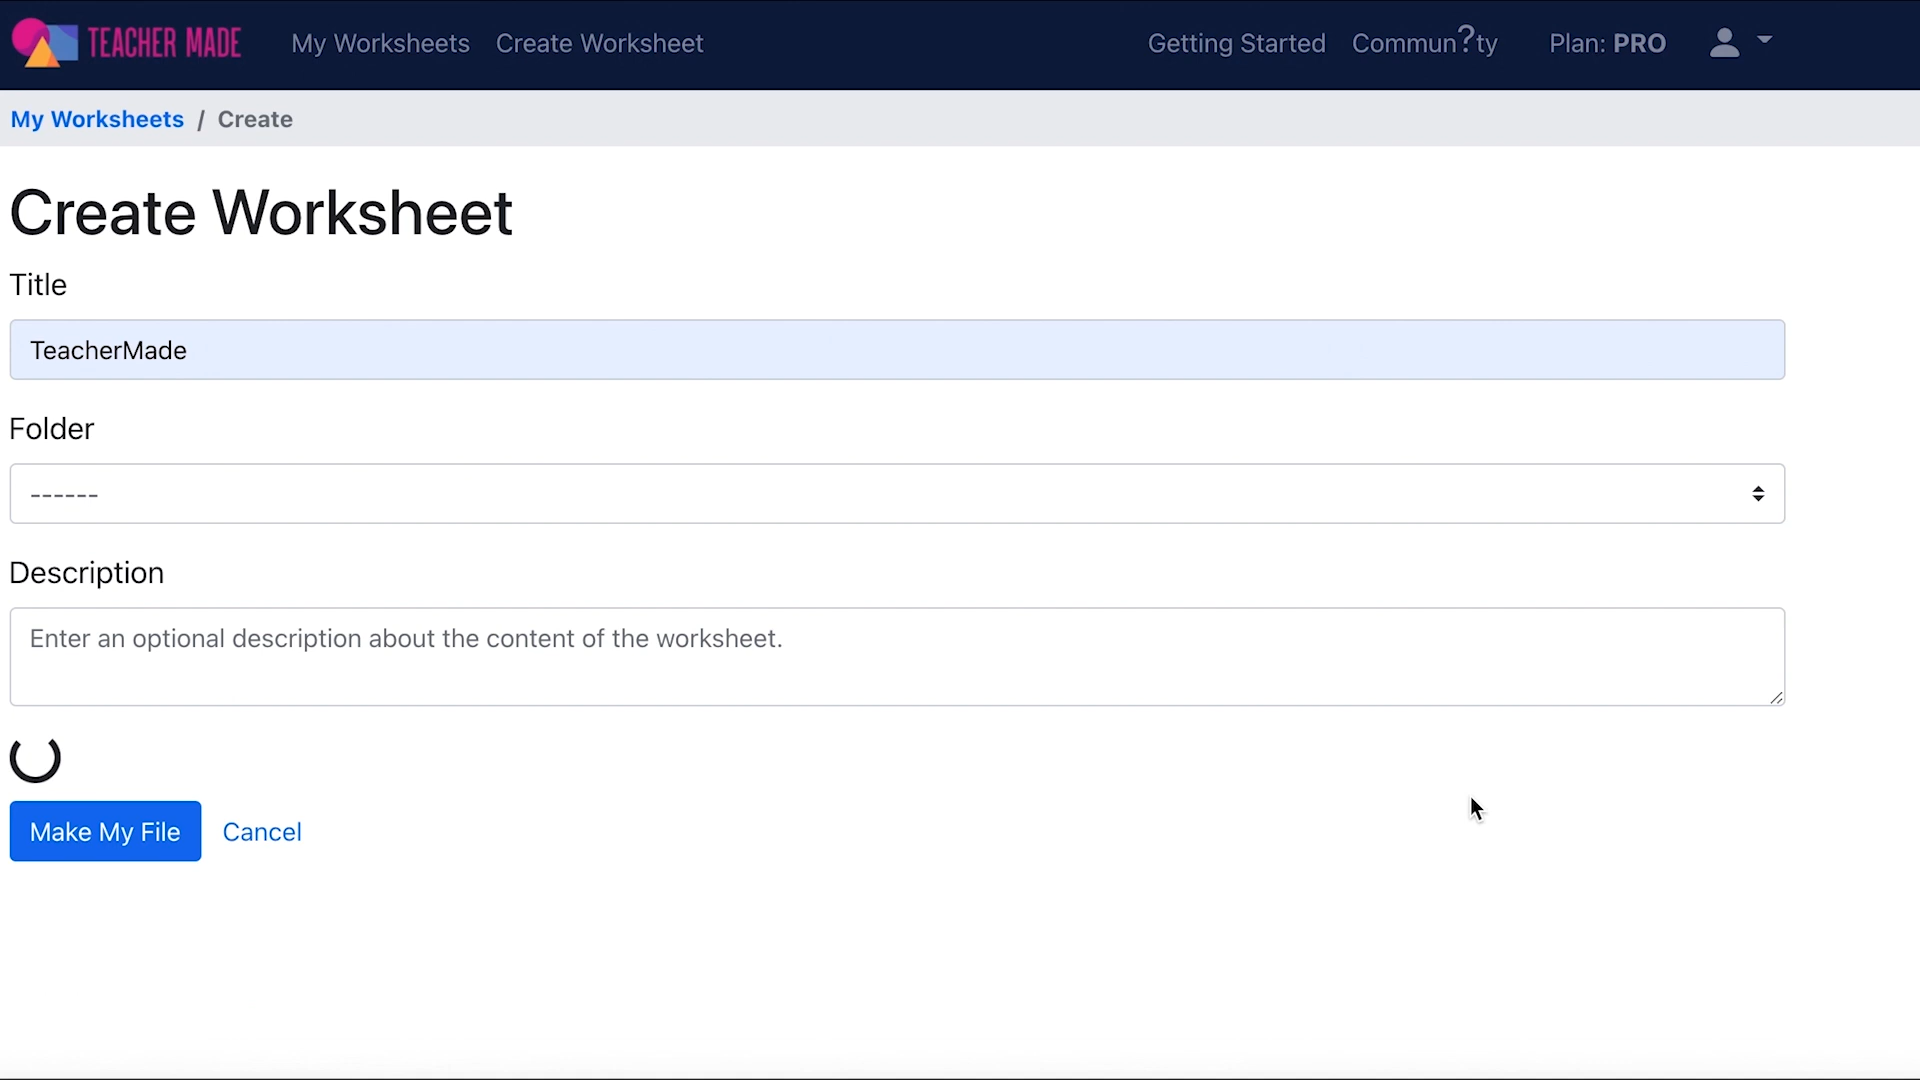 TEACHER MADE My Worksheets Create Worksheet Getting Started Commun?ty Plan: PRO
My Worksheets / Create
Create Worksheet
Title
TeacherMade
Folder
------
Description
Enter an optional description about the content of the worksheet.
Make My File Cancel